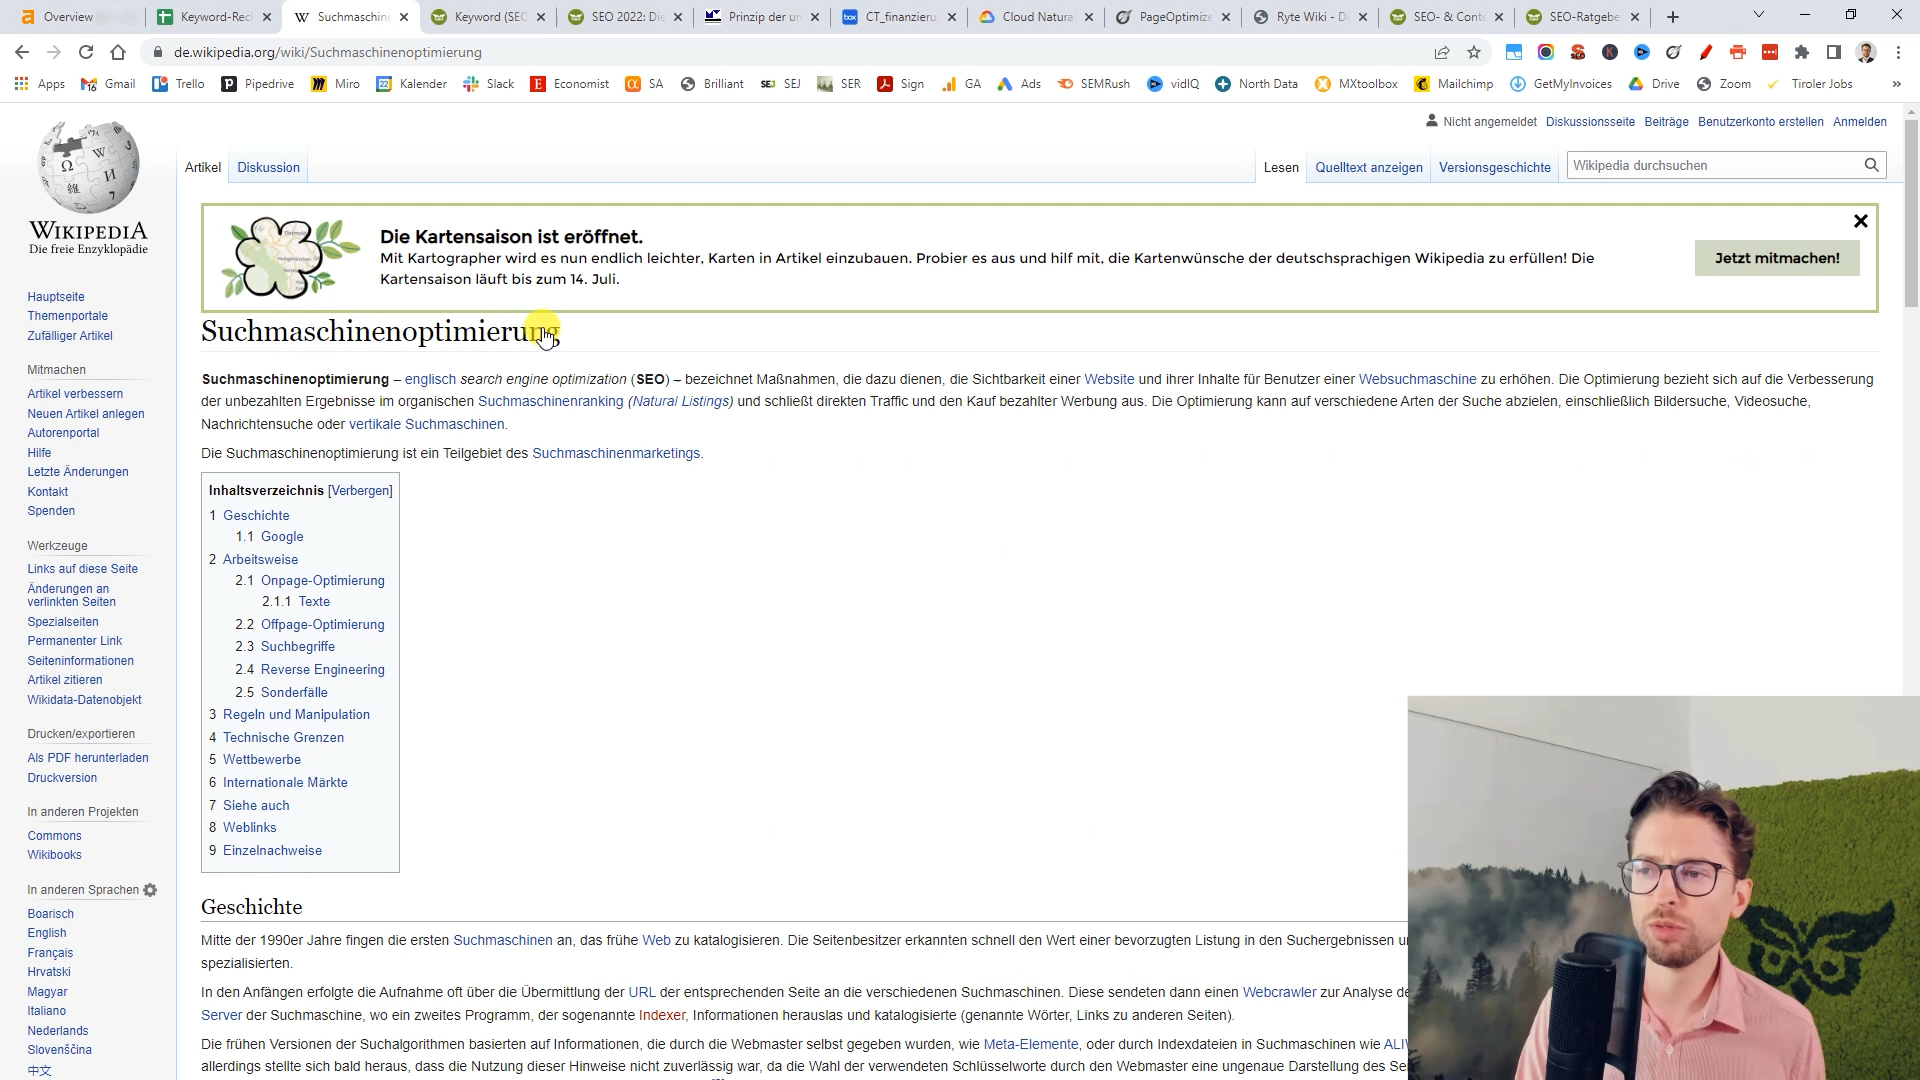 Overview
Keyword-Rec
Suchmaschin
Keyword (SEO
SEO 2022: Die
Prinzip der un
CT_finanzieru
Cloud Natural
PageOptimize
Ryte Wiki - Di
SEO- & Conte
SEO-Ratgebe
de.wikipedia.org/wiki/Suchmaschinenoptimierung
Apps Gmail Trello Pipedrive Miro Kalender Slack Economist SA Brilliant SEJ SER Sign GA Ads SEMRush vidIQ North Data MXtoolbox Mailchimp GetMyInvoices Drive Zoom Tiroler Jobs »
Nicht angemeldet Diskussionsseite Beiträge Benutzerkonto erstellen Anmelden
Artikel Diskussion Lesen Quelltext anzeigen Versionsgeschichte Wikipedia durchsuchen
WIKIPEDIA
Die freie Enzyklopädie
Hauptseite
Themenportale
Zufälliger Artikel
Mitmachen
Artikel verbessern
Neuen Artikel anlegen
Autorenportal
Hilfe
Letzte Änderungen
Kontakt
Spenden
Werkzeuge
Links auf diese Seite
Änderungen an
verlinkten Seiten
Spezialseiten
Permanenter Link
Seiteninformationen
Artikel zitieren
Wikidata-Datenobjekt
Drucken/exportieren
Als PDF herunterladen
Druckversion
In anderen Projekten
Commons
Wikibooks
In anderen Sprachen
Boarisch
English
Français
Hrvatski
Magyar
Italiano
Nederlands
Slovenščina
中文
Die Kartensaison ist eröffnet.
Mit Kartographer wird es nun endlich leichter, Karten in Artikel einzubauen. Probier es aus und hilf mit, die Kartenwünsche der deutschsprachigen Wikipedia zu erfüllen! Die
Kartensaison läuft bis zum 14. Juli.
Jetzt mitmachen!
Suchmaschinenoptimierung
Suchmaschinenoptimierung – englisch search engine optimization (SEO) – bezeichnet Maßnahmen, die dazu dienen, die Sichtbarkeit einer Website und ihrer Inhalte für Benutzer einer Websuchmaschine zu erhöhen. Die Optimierung bezieht sich auf die Verbesserung
der unbezahlten Ergebnisse im organischen Suchmaschinenranking (Natural Listings) und schließt direkten Traffic und den Kauf bezahlter Werbung aus. Die Optimierung kann auf verschiedene Arten der Suche abzielen, einschließlich Bildersuche, Videosuche,
Nachrichtensuche oder vertikale Suchmaschinen.
Die Suchmaschinenoptimierung ist ein Teilgebiet des Suchmaschinenmarketings.
Inhaltsverzeichnis [Verbergen]
1 Geschichte
1.1 Google
2 Arbeitsweise
2.1 Onpage-Optimierung
2.1.1 Texte
2.2 Offpage-Optimierung
2.3 Suchbegriffe
2.4 Reverse Engineering
2.5 Sonderfälle
3 Regeln und Manipulation
4 Technische Grenzen
5 Wettbewerbe
6 Internationale Märkte
7 Siehe auch
8 Weblinks
9 Einzelnachweise
Geschichte
Mitte der 1990er Jahre fingen die ersten Suchmaschinen an, das frühe Web zu katalogisieren. Die Seitenbesitzer erkannten schnell den Wert einer bevorzugten Listung in den Suchergebnissen u
spezialisierten.
In den Anfängen erfolgte die Aufnahme oft über die Übermittlung der URL der entsprechenden Seite an die verschiedenen Suchmaschinen. Diese sendeten dann einen Webcrawler zur Analyse de
Server der Suchmaschine, wo ein zweites Programm, der sogenannte Indexer, Informationen herauslas und katalogisierte (genannte Wörter, Links zu anderen Seiten).
Die frühen Versionen der Suchalgorithmen basierten auf Informationen, die durch die Webmaster selbst gegeben wurden, wie Meta-Elemente, oder durch Indexdateien in Suchmaschinen wie ALI
allerdings stellte sich bald heraus, dass die Nutzung dieser Hinweise nicht zuverlässig war, da die Wahl der verwendeten Schlüsselworte durch den Webmaster eine ungenaue Darstellung des Se